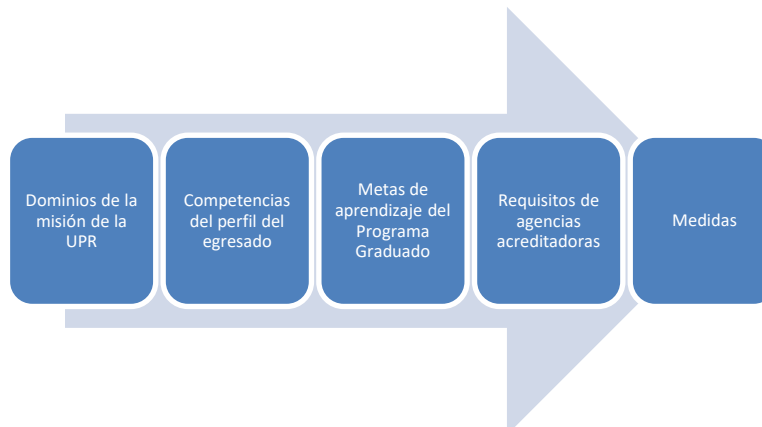 Dominios de la
misión de la
UPR
Competencias
del perfil del
egresado
Metas de
aprendizaje del
Programa
Graduado
Requisitos de
agencias
acreditadoras
Medidas